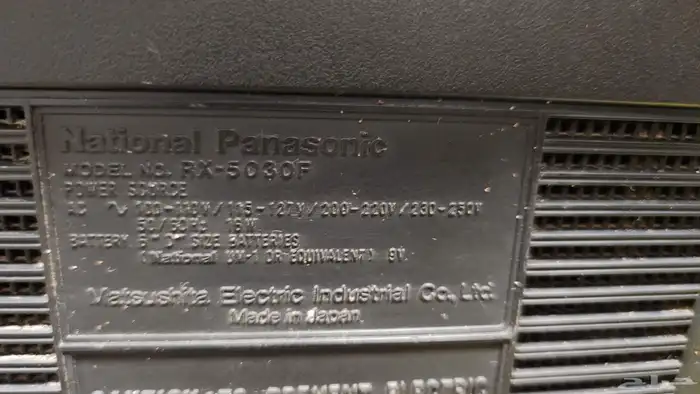 National Panasonic
MODEL NO. RX-5030F
POWER SOURCE
AC ∿ 100-110V/115-127V/200-220V/230-250V
50/60Hz 16W
BATTERY "D" SIZE BATTERIES
(National UM-1 OR EQUIVALENT) 9V
Matsushita Electric Industrial Co., Ltd.
Made in Japan
ELECTRIC